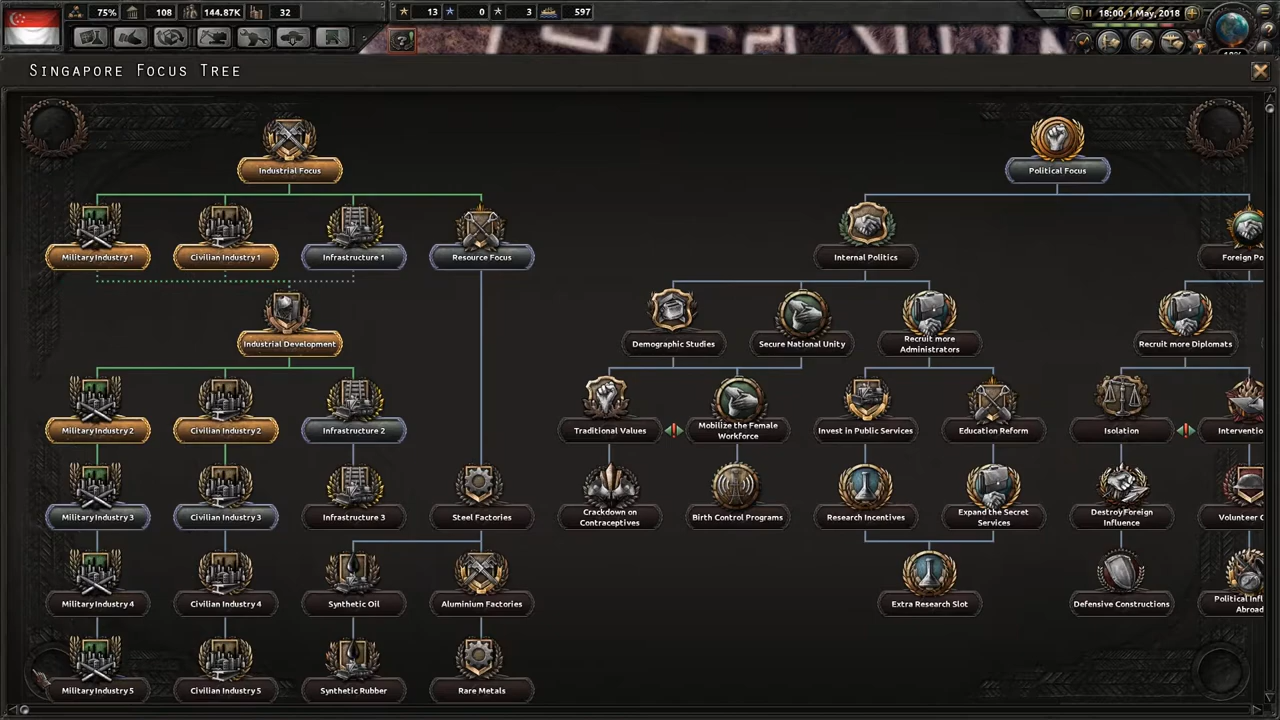 75% 108 144.87K 32 13 0 3 597 18:00, 1 May, 2018
SINGAPORE FOCUS TREE
Industrial Focus
Political Focus
Military Industry 1
Civilian Industry 1
Infrastructure 1
Resource Focus
Internal Politics
Foreign Po
Industrial Development
Demographic Studies
Secure National Unity
Recruit more
Administrators
Recruit more Diplomats
Military Industry 2
Civilian Industry 2
Infrastructure 2
Traditional Values
Mobilize the Female
Workforce
Invest in Public Services
Education Reform
Isolation
Interventio
Military Industry 3
Civilian Industry 3
Infrastructure 3
Steel Factories
Crackdown on
Contraceptives
Birth Control Programs
Research Incentives
Expand the Secret
Services
Destroy Foreign
Influence
Volunteer C
Military Industry 4
Civilian Industry 4
Synthetic Oil
Aluminium Factories
Extra Research Slot
Defensive Constructions
Political Infl
Abroad
Military Industry 5
Civilian Industry 5
Synthetic Rubber
Rare Metals